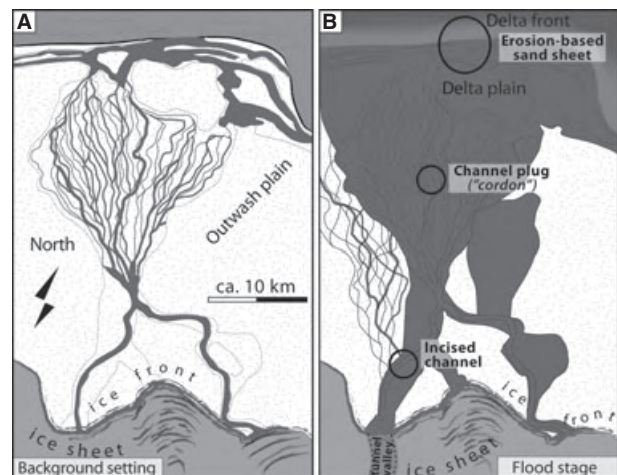 A
North
Outwash plain
ca. 10 km
ice front
ice sheet
Background setting
B
Delta front
Erosion-based
sand sheet
Delta plain
Channel plug
("cordon")
Incised
channel
ice front
Tunnel
valley
ice sheet
Flood stage